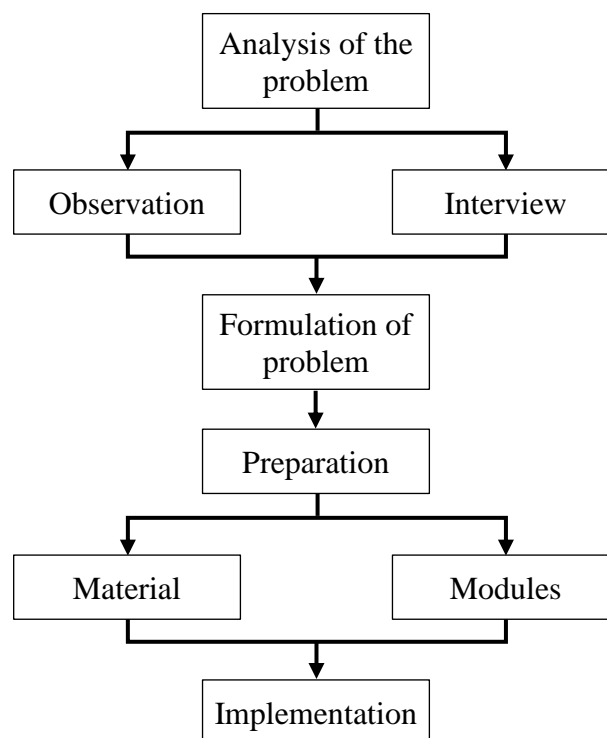 Analysis of the
problem
Observation
Interview
Formulation of
problem
Preparation
Material
Modules
Implementation